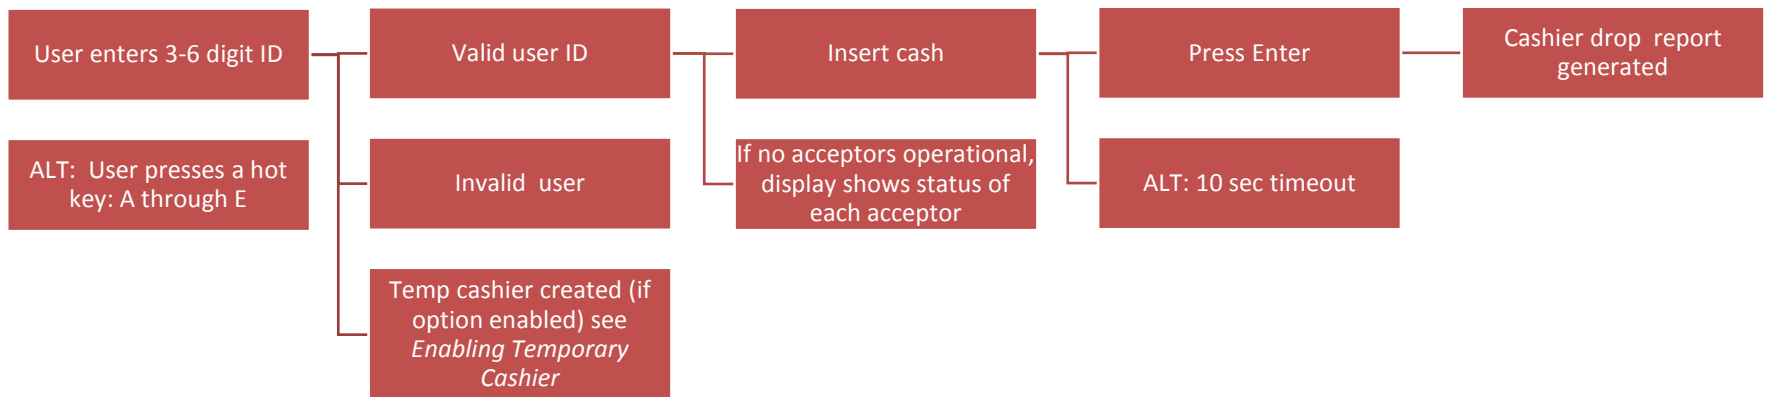 User enters 3-6 digit ID
ALT: User presses a hot
key: A through E
Valid user ID
Invalid user
Temp cashier created (if
option enabled) see
Enabling Temporary
Cashier
Insert cash
If no acceptors operational,
display shows status of
each acceptor
Press Enter
ALT: 10 sec timeout
Cashier drop report
generated